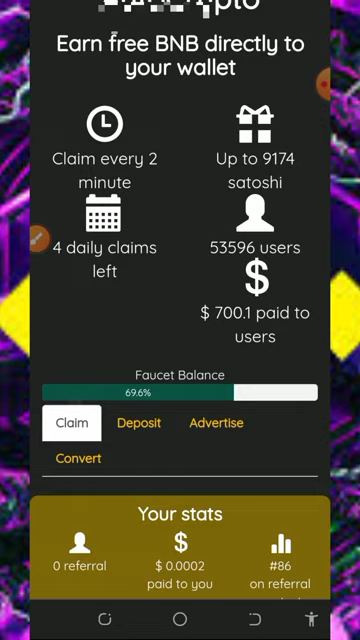 Earn free BNB directly to
your wallet
Claim every 2
minute
Up to 9174
satoshi
4 daily claims
left
53596 users
$ 700.1 paid to
users
Faucet Balance
69.6%
Claim
Deposit
Advertise
Convert
Your stats
0 referral
$ 0.0002
paid to you
#86
on referral